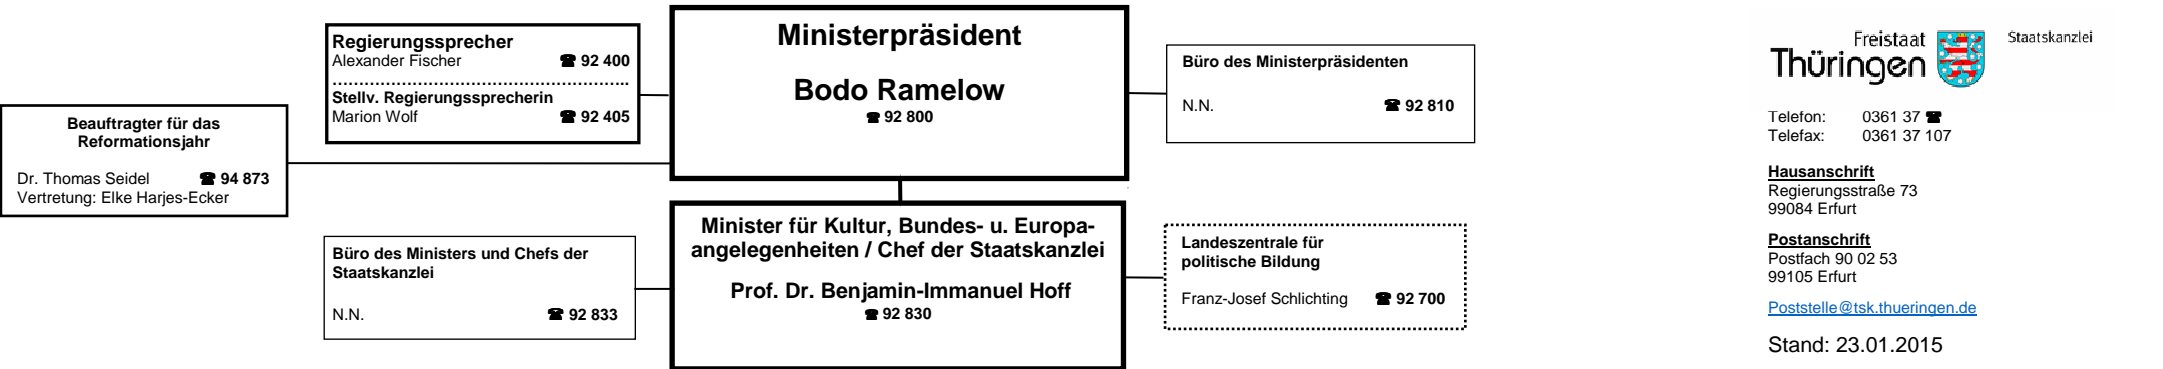 Regierungssprecher
Alexander Fischer ☎ 92 400
Stellv. Regierungssprecherin
Marion Wolf ☎ 92 405
Beauftragter für das
Reformationsjahr
Dr. Thomas Seidel ☎ 94 873
Vertretung: Elke Harjes-Ecker
Ministerpräsident
Bodo Ramelow
☎ 92 800
Büro des Ministerpräsidenten
N.N. ☎ 92 810
Büro des Ministers und Chefs der
Staatskanzlei
N.N. ☎ 92 833
Minister für Kultur, Bundes- u. Europa-
angelegenheiten / Chef der Staatskanzlei
Prof. Dr. Benjamin-Immanuel Hoff
☎ 92 830
Landeszentrale für
politische Bildung
Franz-Josef Schlichting ☎ 92 700
Freistaat
Thüringen
Staatskanzlei
Telefon: 0361 37 ☎
Telefax: 0361 37 107
Hausanschrift
Regierungsstraße 73
99084 Erfurt
Postanschrift
Postfach 90 02 53
99105 Erfurt
Poststelle@tsk.thueringen.de
Stand: 23.01.2015